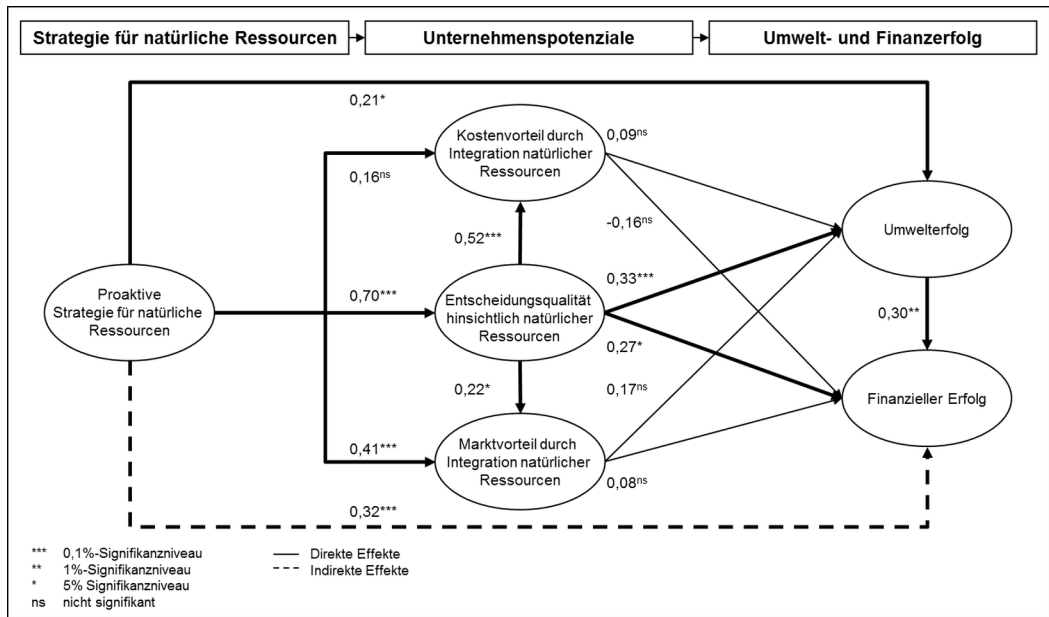 Strategie für natürliche Ressourcen
Unternehmenspotenziale
Umwelt- und Finanzerfolg
0,21*
Kostenvorteil durch
Integration natürlicher
Ressourcen
0,09ns
0,16ns
-0,16ns
Umwelterfolg
0,52***
Proaktive
Strategie für natürliche
Ressourcen
0,70***
Entscheidungsqualität
hinsichtlich natürlicher
Ressourcen
0,33***
0,30**
0,27*
0,22*
0,17ns
Finanzieller Erfolg
0,41***
Marktvorteil durch
Integration natürlicher
Ressourcen
0,08ns
0,32***
*** 0,1%-Signifikanzniveau
** 1%-Signifikanzniveau
* 5% Signifikanzniveau
ns nicht signifikant
Direkte Effekte
Indirekte Effekte